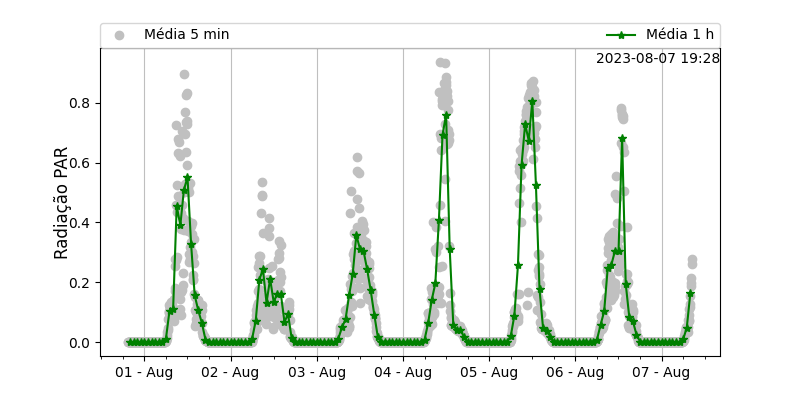 Média 5 min
Média 1 h
2023-08-07 19:28
Radiação PAR
0.8
0.6
0.4
0.2
0.0
01 - Aug
02 - Aug
03 - Aug
04 - Aug
05 - Aug
06 - Aug
07 - Aug